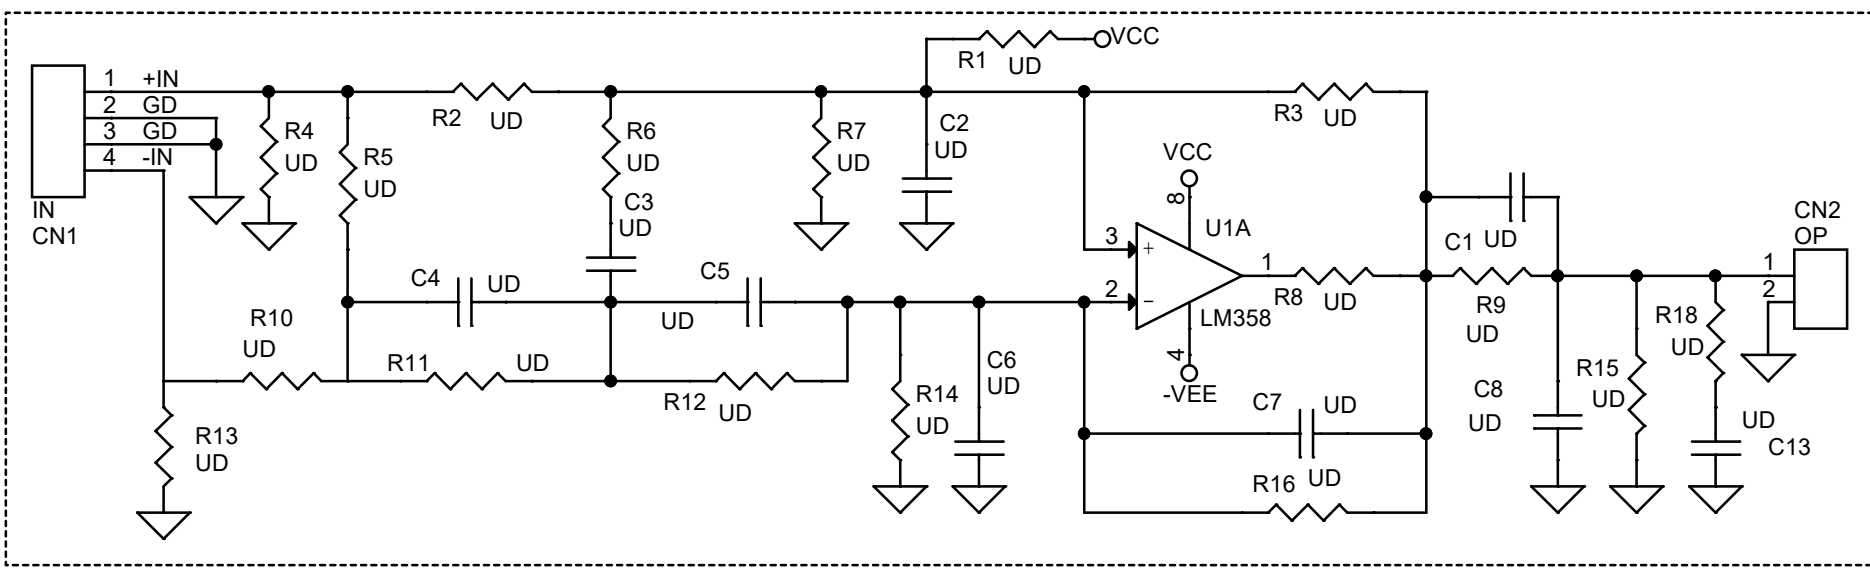 VCC
R1
UD
1
+IN
2
GD
3
GD
4
-IN
IN
CN1
R4
UD
R5
UD
R2
UD
R6
UD
C3
UD
R7
UD
C2
UD
R3
UD
VCC
8
U1A
3
+
2
−
1
LM358
4
-VEE
R8
UD
C1
UD
R9
UD
CN2
OP
1
2
R18
UD
R15
UD
C8
UD
UD
C13
C4
UD
C5
UD
R10
UD
R11
UD
R12
UD
R13
UD
R14
UD
C6
UD
C7
UD
R16
UD